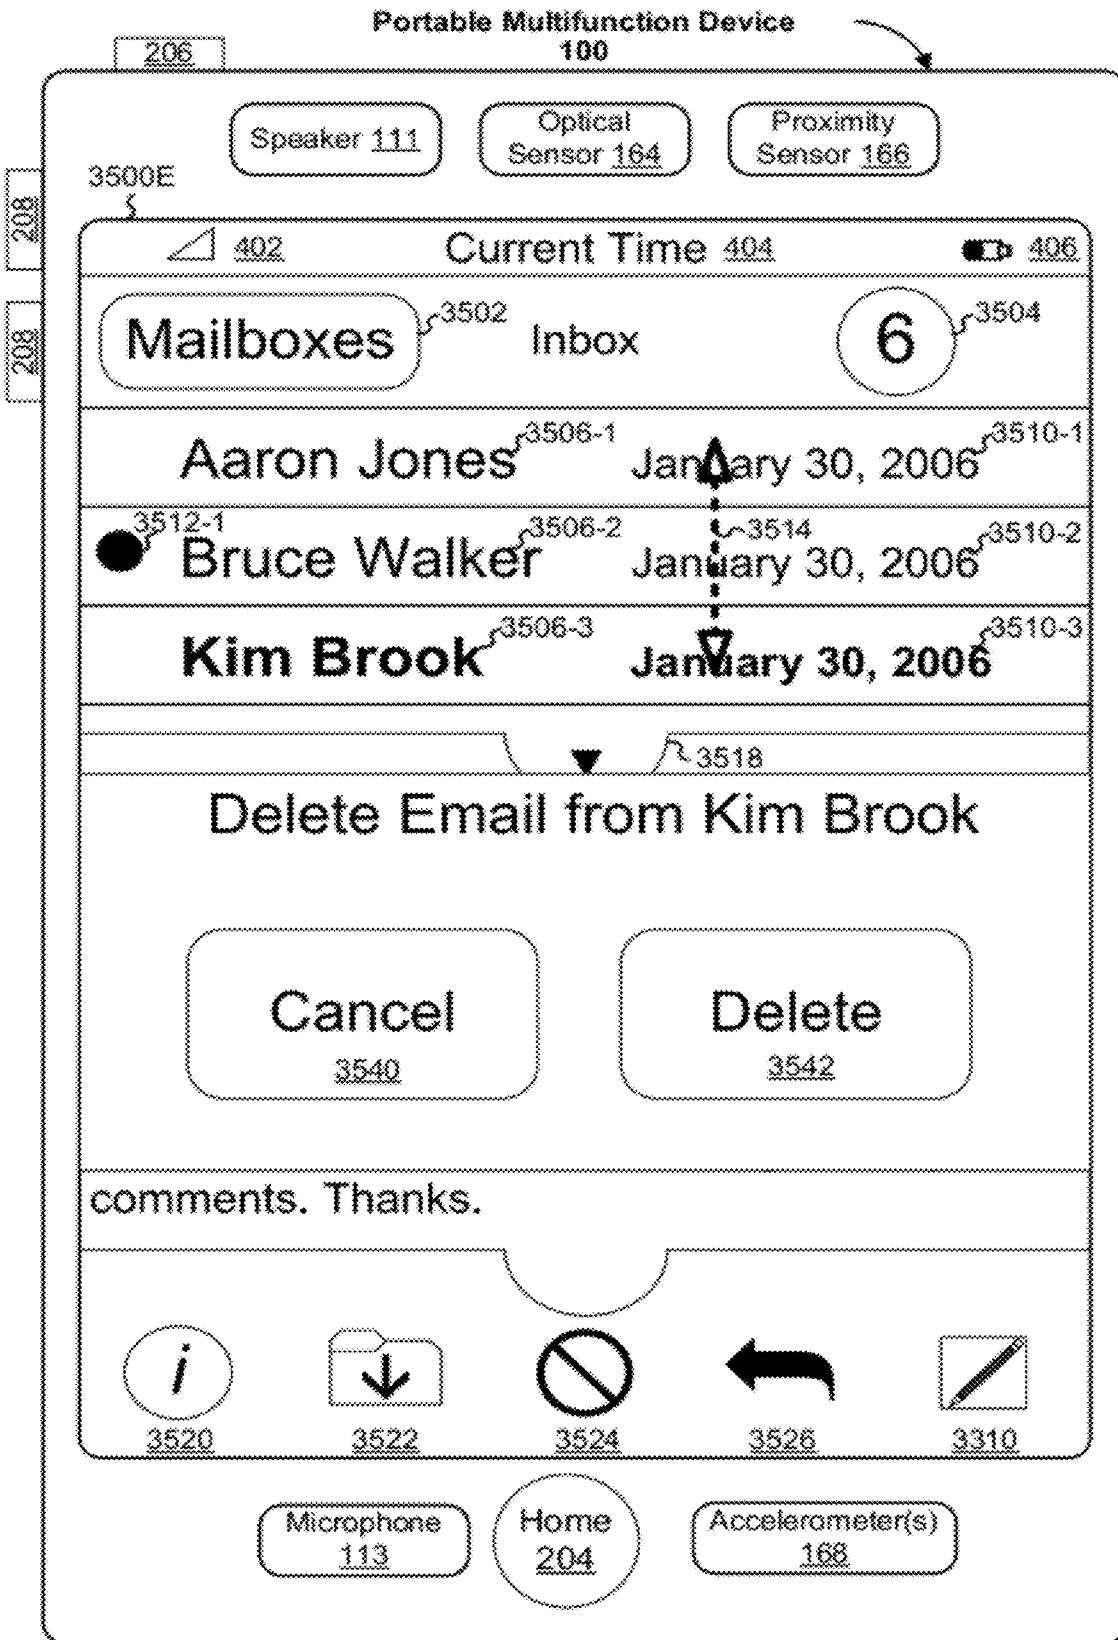 Portable Multifunction Device
100
206
Speaker 111
Optical
Sensor 164
Proximity
Sensor 166
3500E
208
208
402
Current Time 404
406
Mailboxes
3502
Inbox
6
3504
Aaron Jones
3506-1
January 30, 2006
3510-1
3512-1
Bruce Walker
3506-2
3514
January 30, 2006
3510-2
Kim Brook
3506-3
January 30, 2006
3510-3
3518
Delete Email from Kim Brook
Cancel
3540
Delete
3542
comments. Thanks.
i
3520
3522
3524
3526
3310
Microphone
113
Home
204
Accelerometer(s)
168